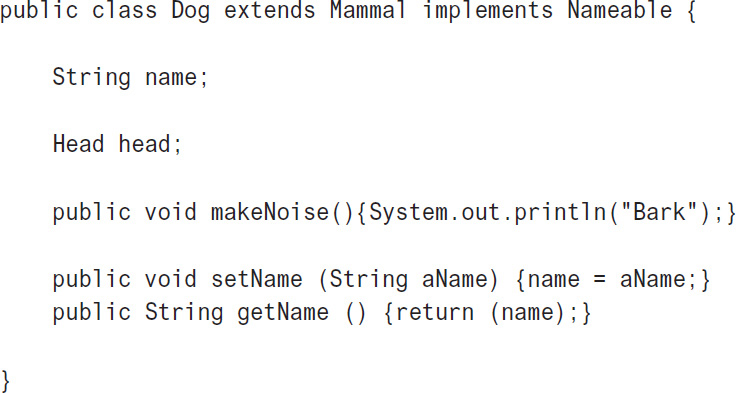 public class Dog extends Mammal implements Nameable {
String name;
Head head;
public void makeNoise(){System.out.println("Bark");}
public void setName (String aName) {name = aName;}
public String getName () {return (name);}
}